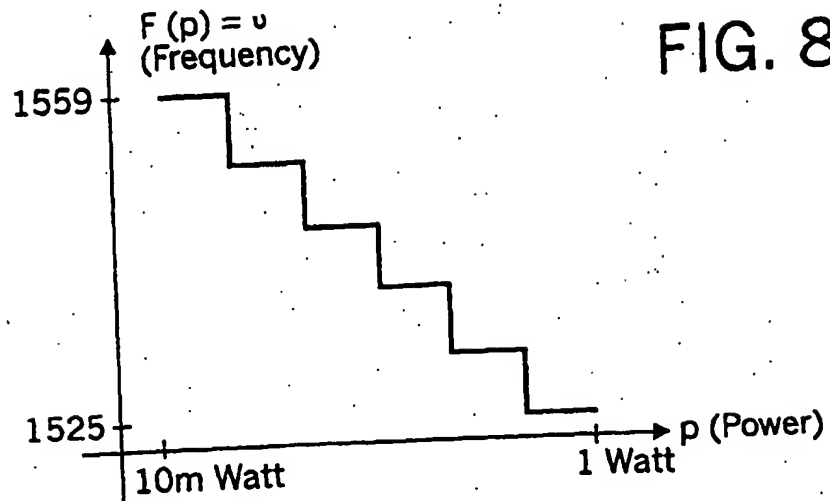 F (p) = υ
(Frequency)
FIG. 8
1559
1525
p (Power)
10m Watt
1 Watt